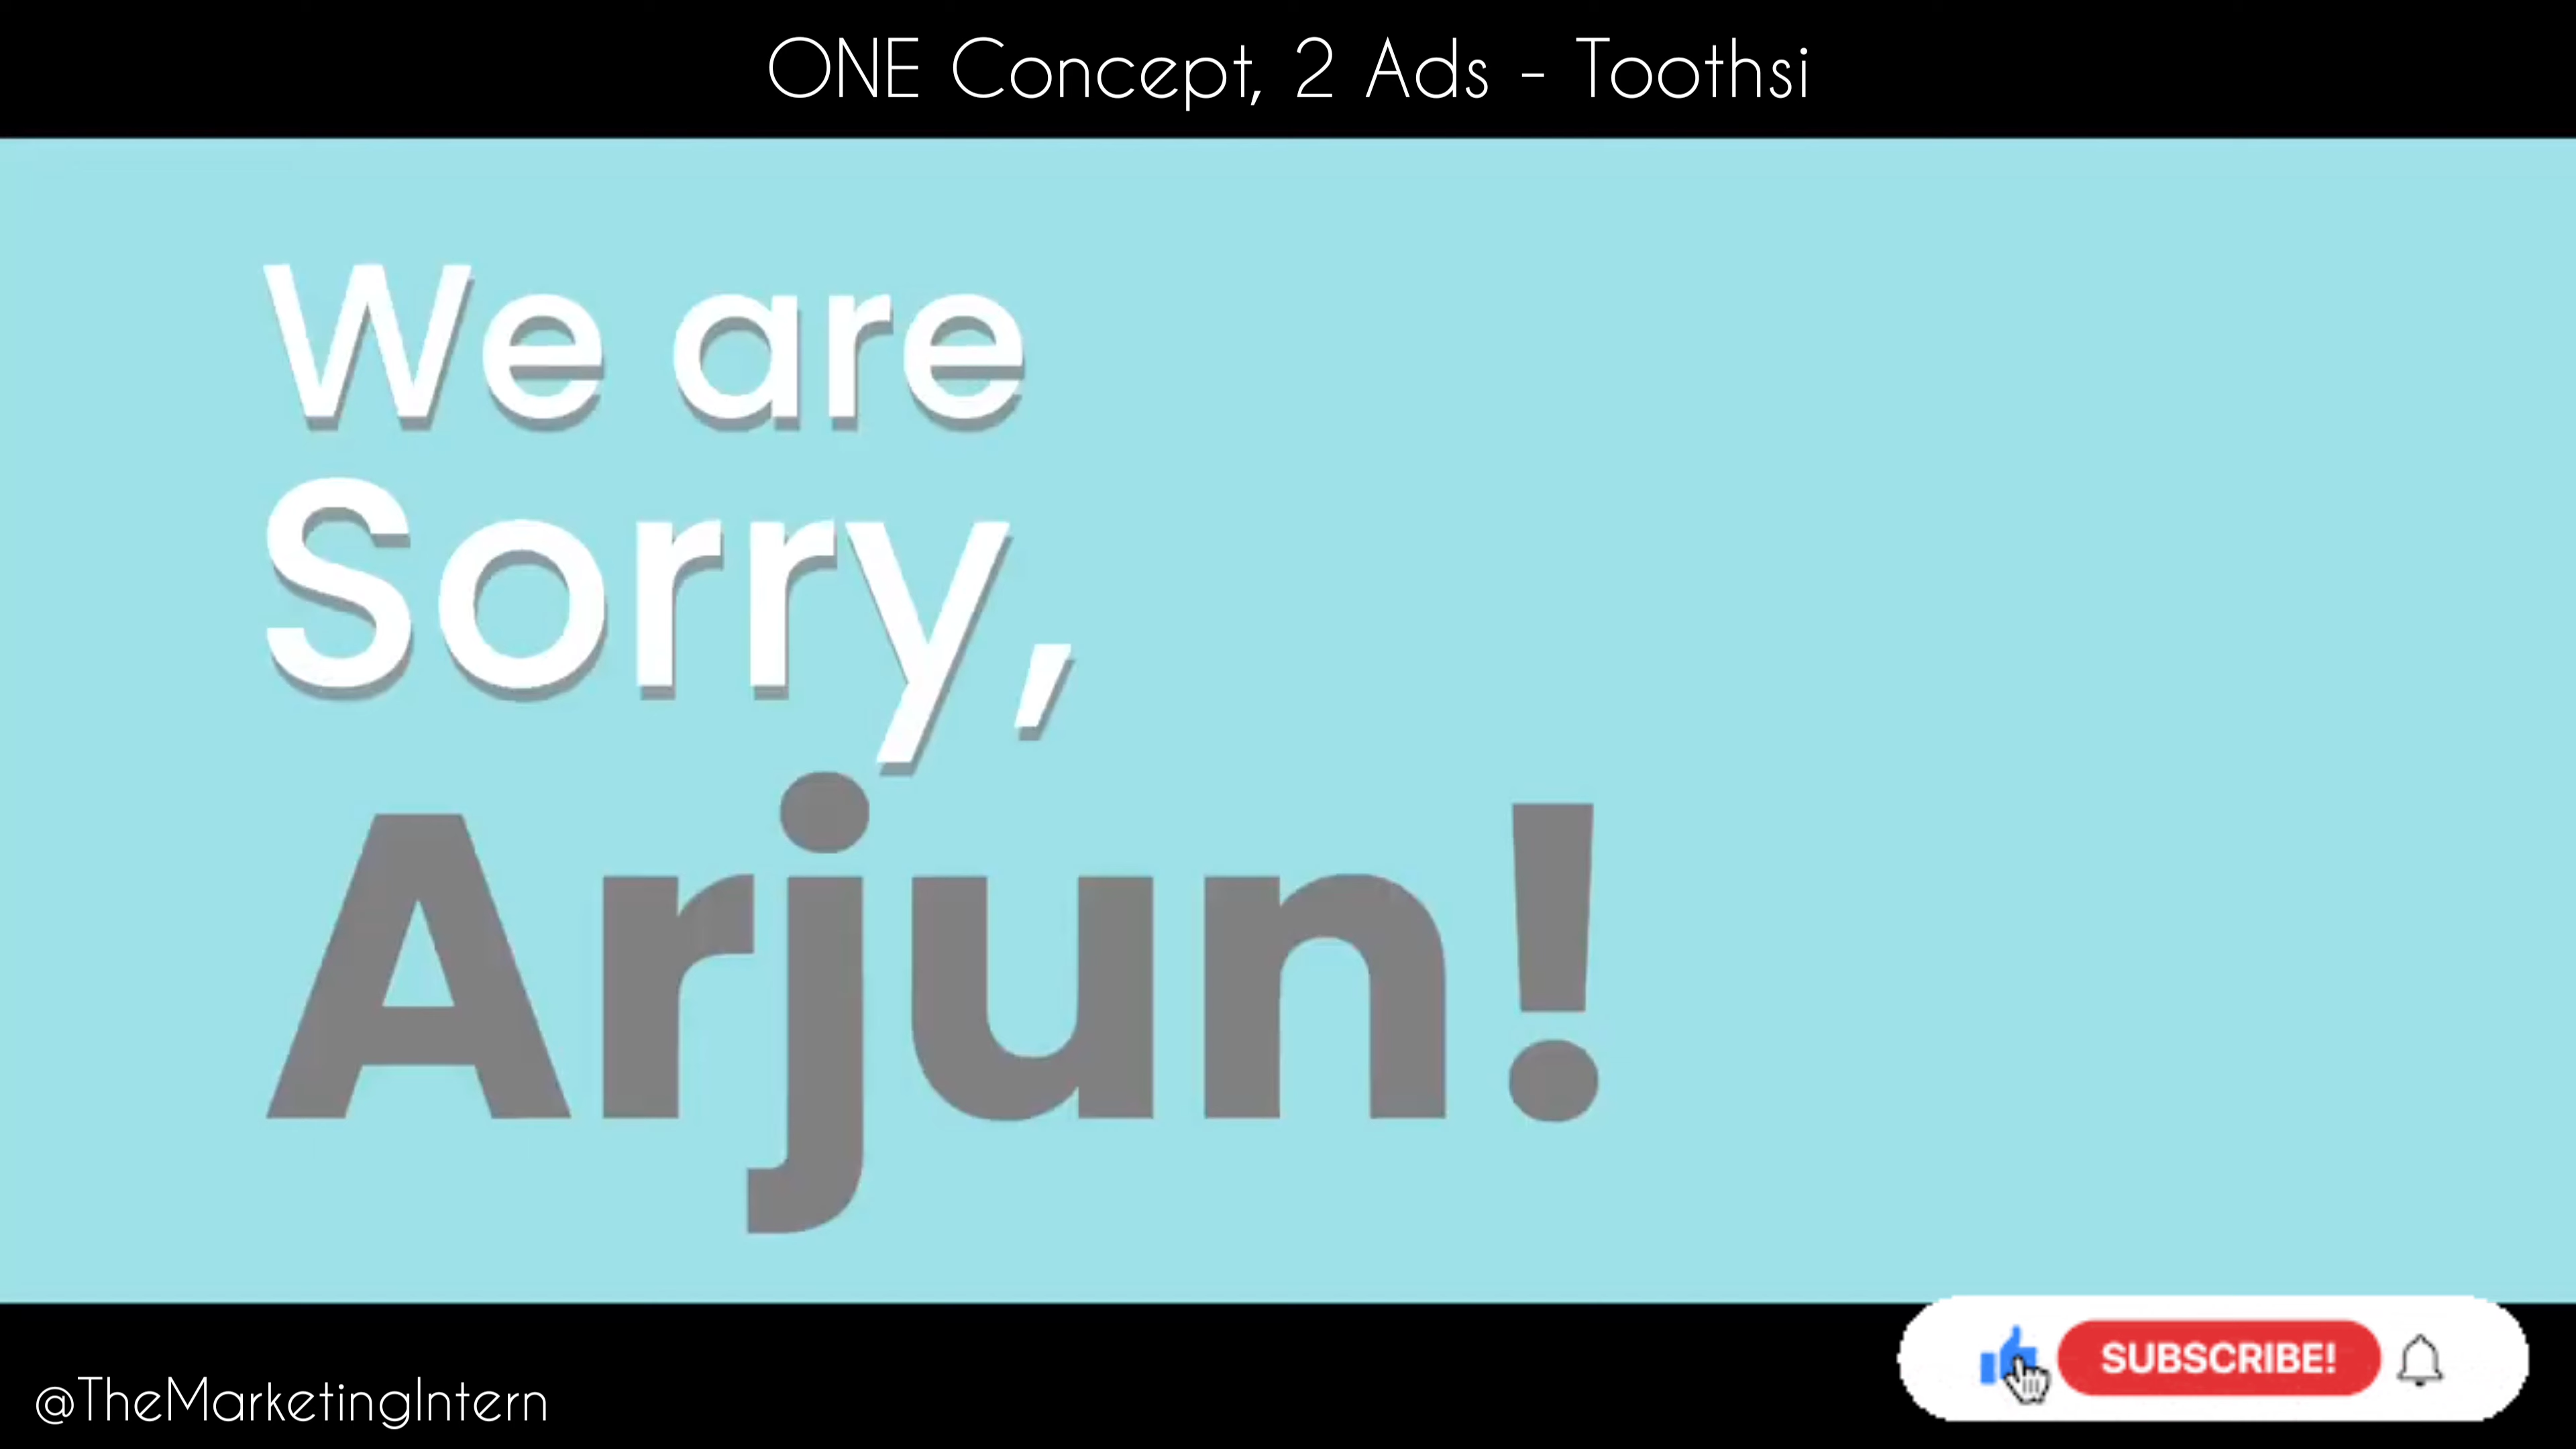 ONE Concept, 2 Ads - Toothsi
We are
Sorry,
Arjun!
@TheMarketingIntern
SUBSCRIBE!